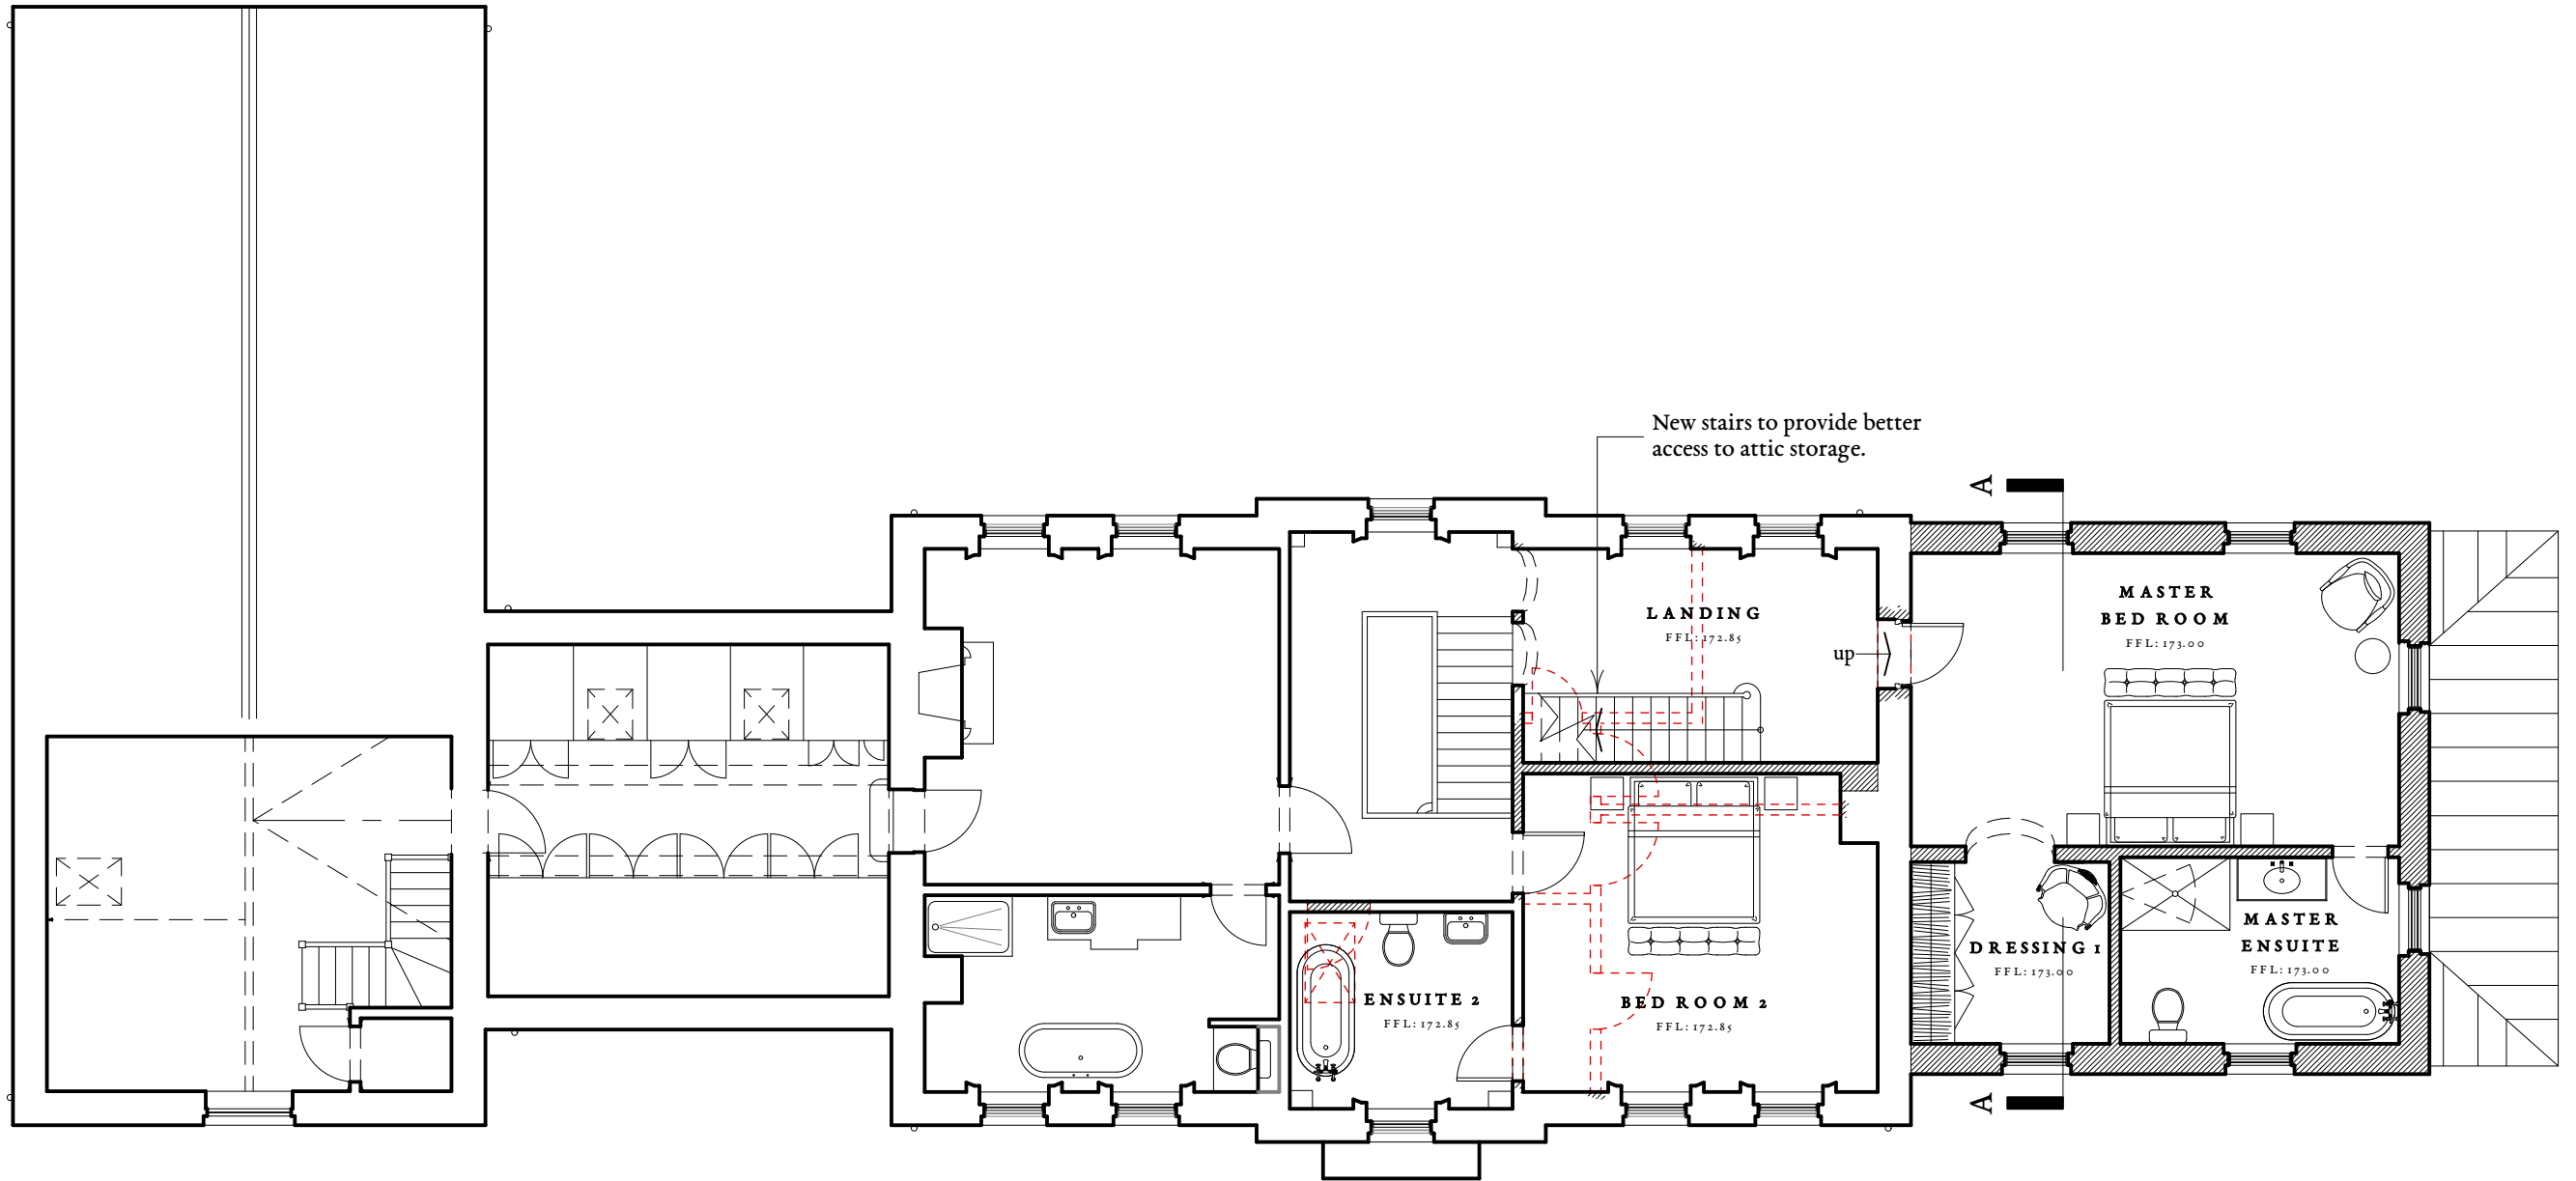 New stairs to provide better
access to attic storage.
A
MASTER
BED ROOM
FFL: 173.00
LANDING
FFL: 172.85
up
MASTER
ENSUITE
FFL: 173.00
DRESSING 1
FFL: 173.00
ENSUITE 2
FFL: 172.85
BED ROOM 2
FFL: 172.85
A